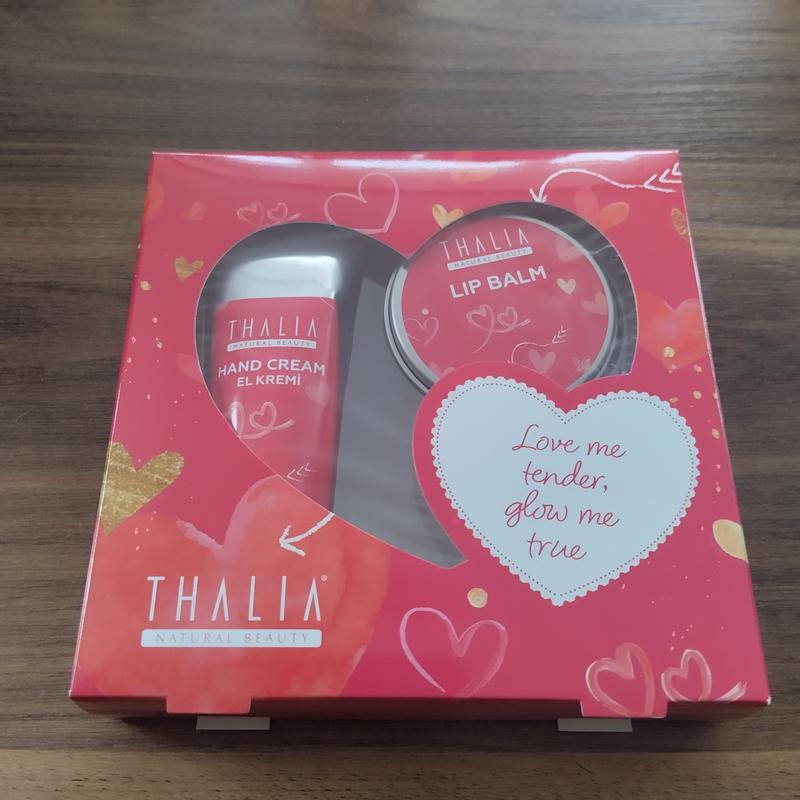 THALIA
NATURAL BEAUTY
LIP BALM
THALIA
NATURAL BEAUTY
HAND CREAM
EL KREMİ
Love me
tender,
glow me
true
THALIA®
NATURAL BEAUTY